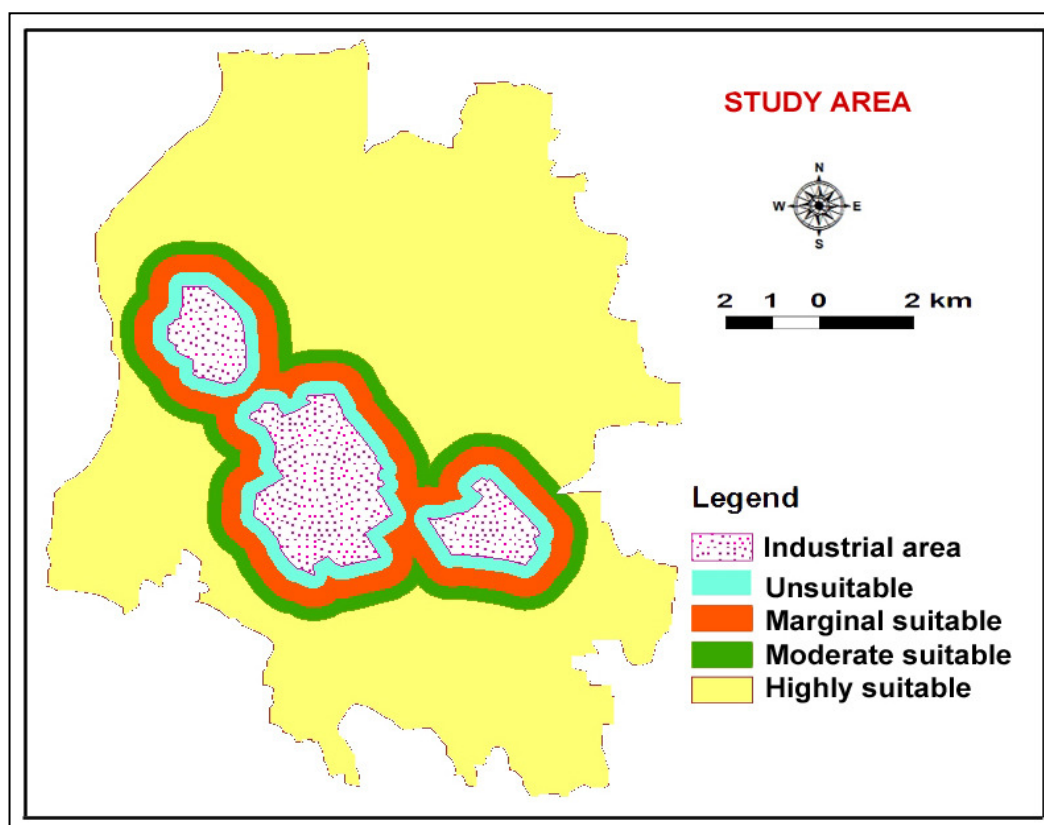 STUDY AREA
N
W E
S
2 1 0 2 km
Legend
Industrial area
Unsuitable
Marginal suitable
Moderate suitable
Highly suitable